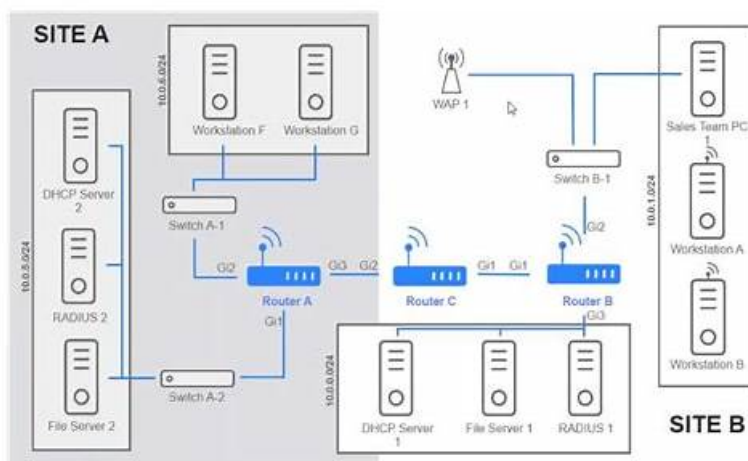 SITE A
10.0.6.0/24
Workstation F
Workstation G
WAP 1
10.0.1.0/24
Sales Team PC
1
DHCP Server
2
Switch A-1
Switch B-1
10.0.5.0/24
Gi2
Gi3
Gi2
Gi1
Gi1
Gi2
Workstation A
RADIUS 2
Router A
Router C
Router B
Gi1
Gi3
Workstation B
File Server 2
Switch A-2
10.0.0.0/24
DHCP Server
1
File Server 1
RADIUS 1
SITE B